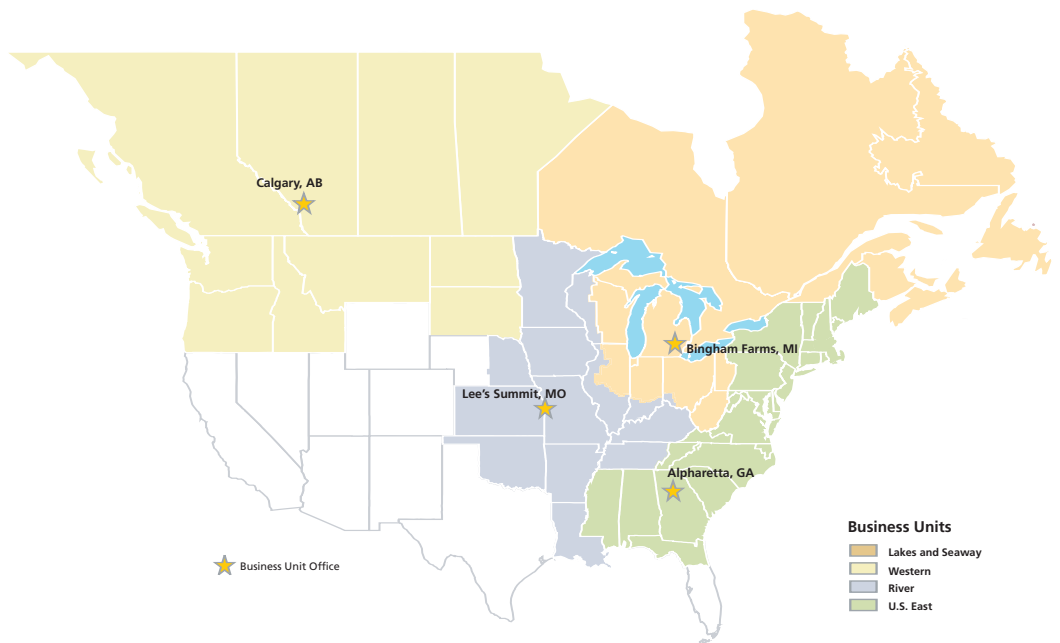 Calgary, AB
Bingham Farms, MI
Lee's Summit, MO
Alpharetta, GA
Business Unit Office
Business Units
Lakes and Seaway
Western
River
U.S. East